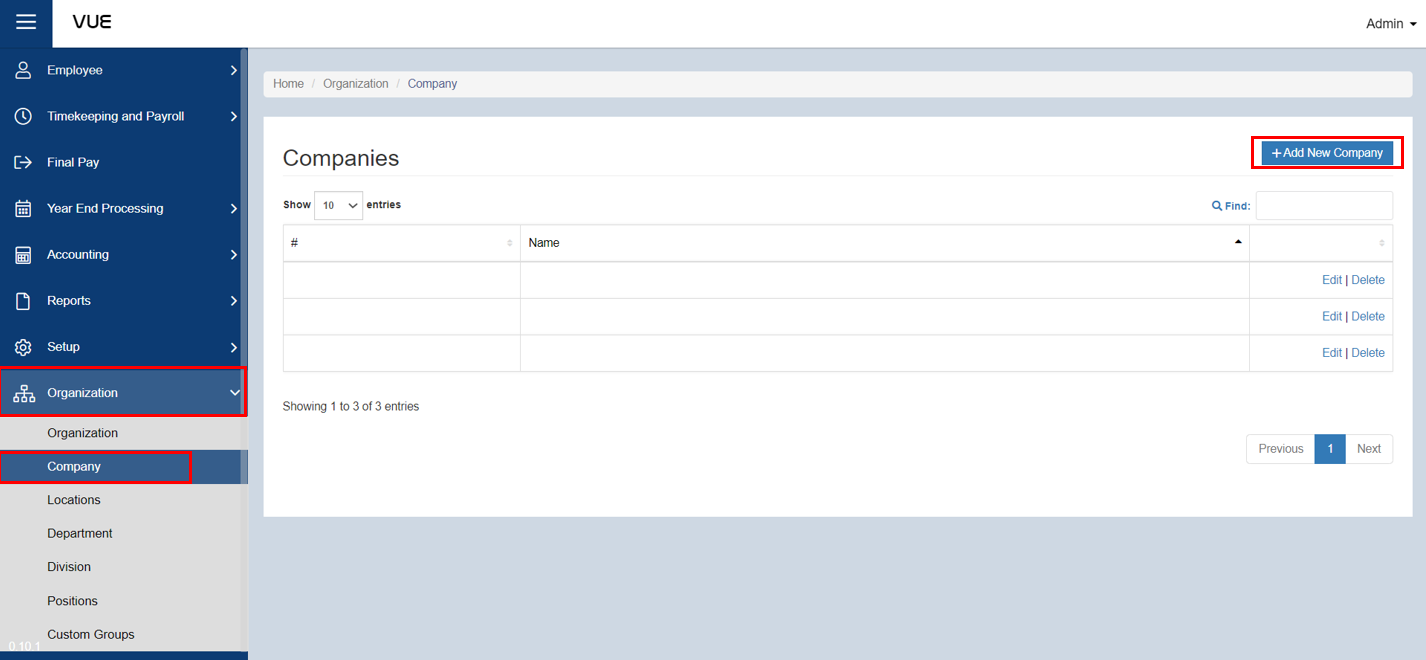 VUE
Admin
Employee
Timekeeping and Payroll
Final Pay
Year End Processing
Accounting
Reports
Setup
Organization
Organization
Company
Locations
Department
Division
Positions
Custom Groups
0.10.1
Home / Organization / Company
Companies
+Add New Company
Show 10 entries
Find:
# Name
Edit | Delete
Edit | Delete
Edit | Delete
Showing 1 to 3 of 3 entries
Previous 1 Next